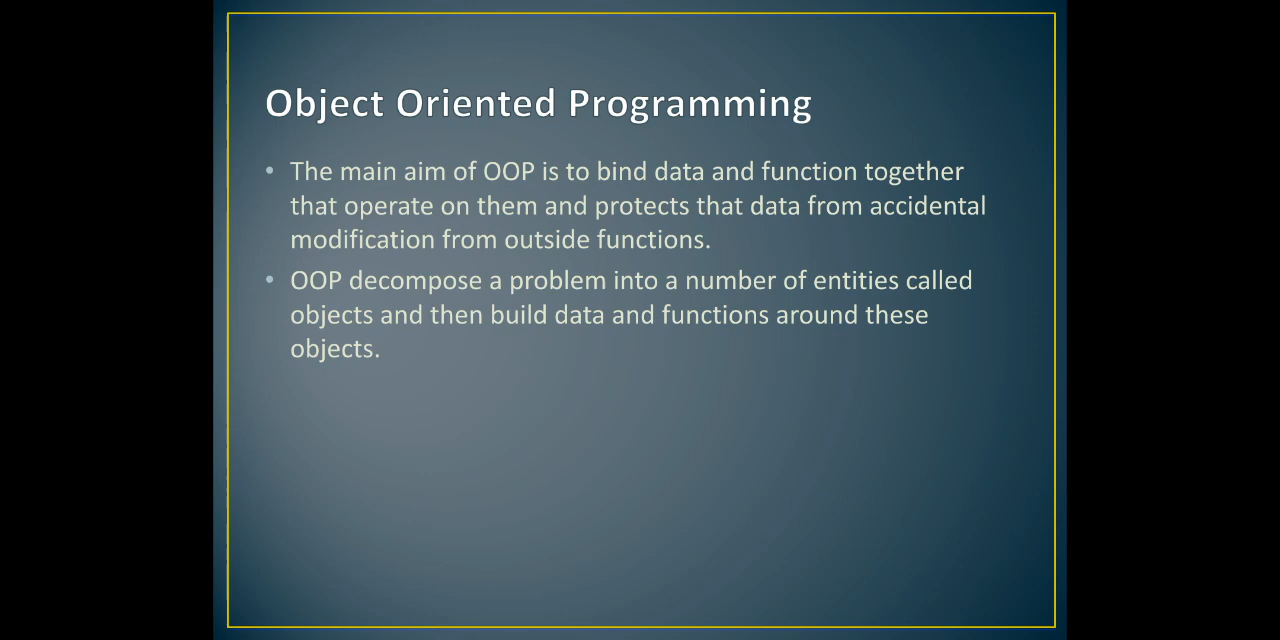 Object Oriented Programming
• The main aim of OOP is to bind data and function together
that operate on them and protects that data from accidental
modification from outside functions.
• OOP decompose a problem into a number of entities called
objects and then build data and functions around these
objects.